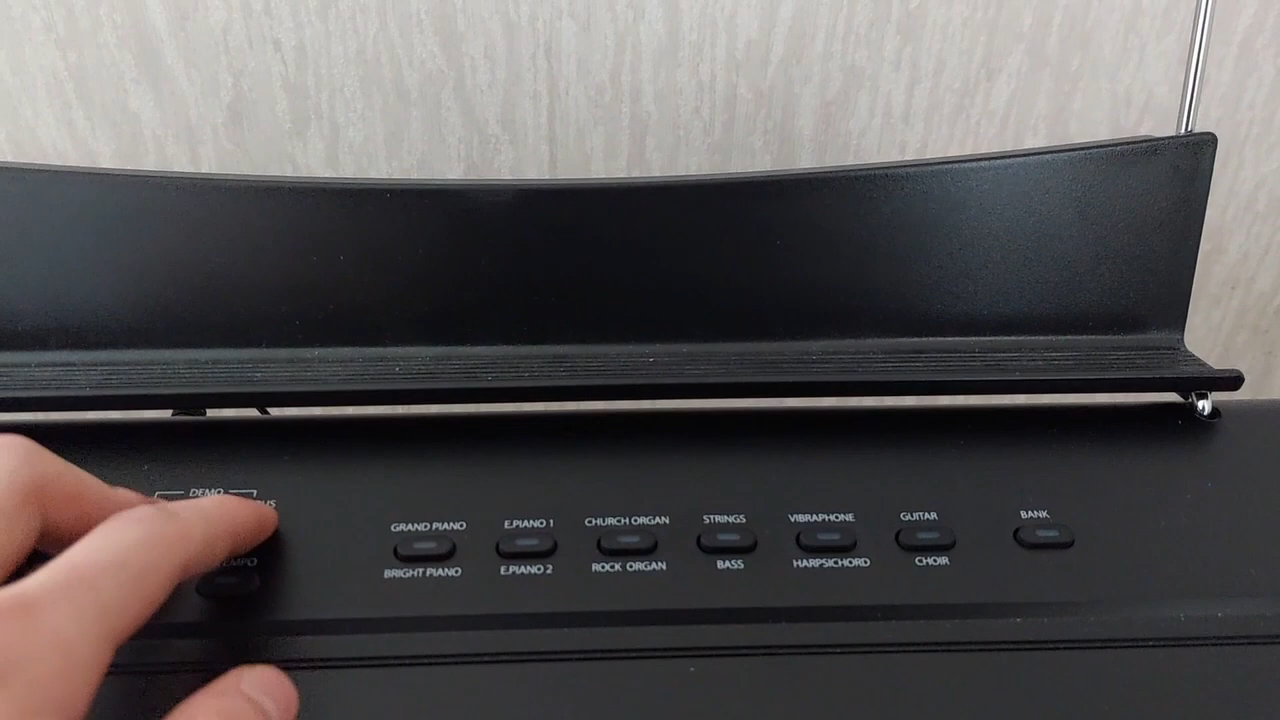 DEMO
GRAND PIANO
E.PIANO 1
CHURCH ORGAN
STRINGS
VIBRAPHONE
GUITAR
BANK
BRIGHT PIANO
E.PIANO 2
ROCK ORGAN
BASS
HARPSICHORD
CHOIR